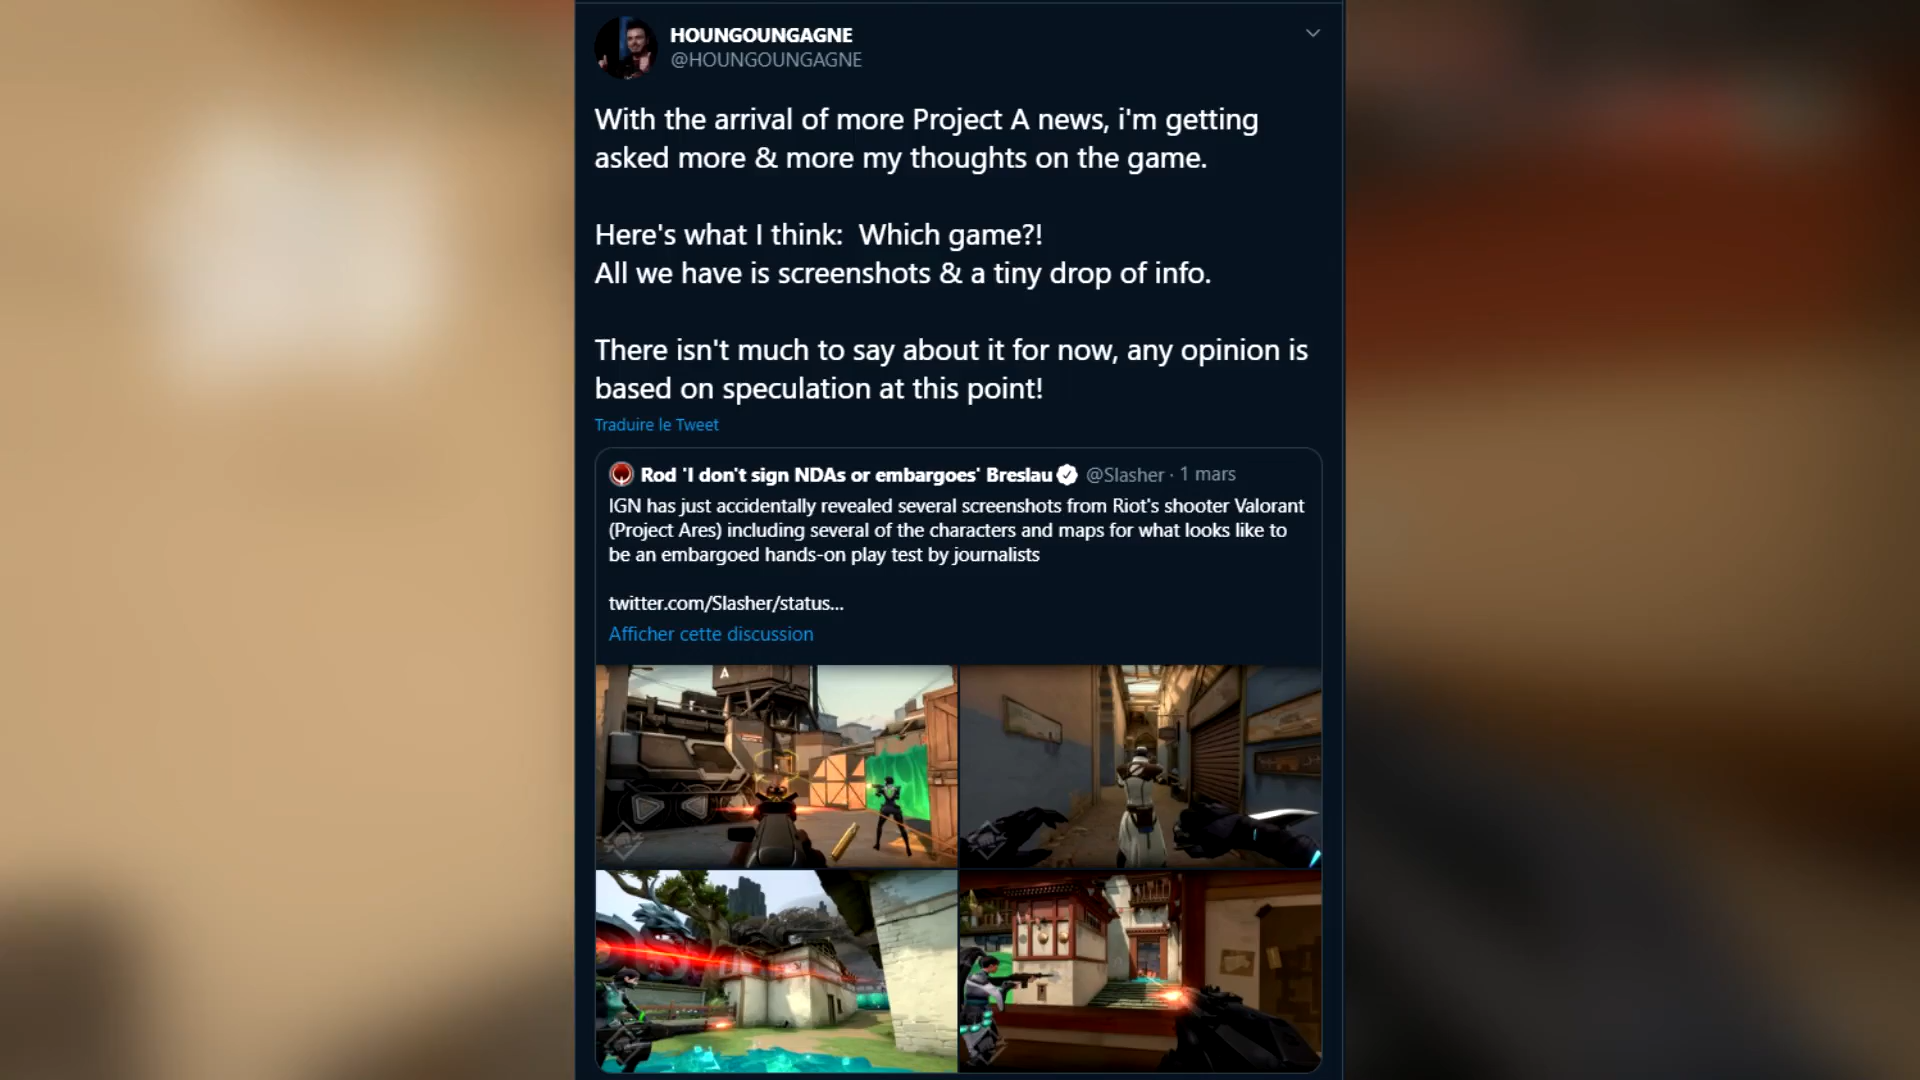 HOUNGOUNGAGNE
@HOUNGOUNGAGNE
With the arrival of more Project A news, i'm getting
asked more & more my thoughts on the game.
Here's what I think:  Which game?!
All we have is screenshots & a tiny drop of info.
There isn't much to say about it for now, any opinion is
based on speculation at this point!
Traduire le Tweet
Rod 'I don't sign NDAs or embargoes' Breslau @Slasher · 1 mars
IGN has just accidentally revealed several screenshots from Riot's shooter Valorant
(Project Ares) including several of the characters and maps for what looks like to
be an embargoed hands-on play test by journalists
twitter.com/Slasher/status...
Afficher cette discussion
A